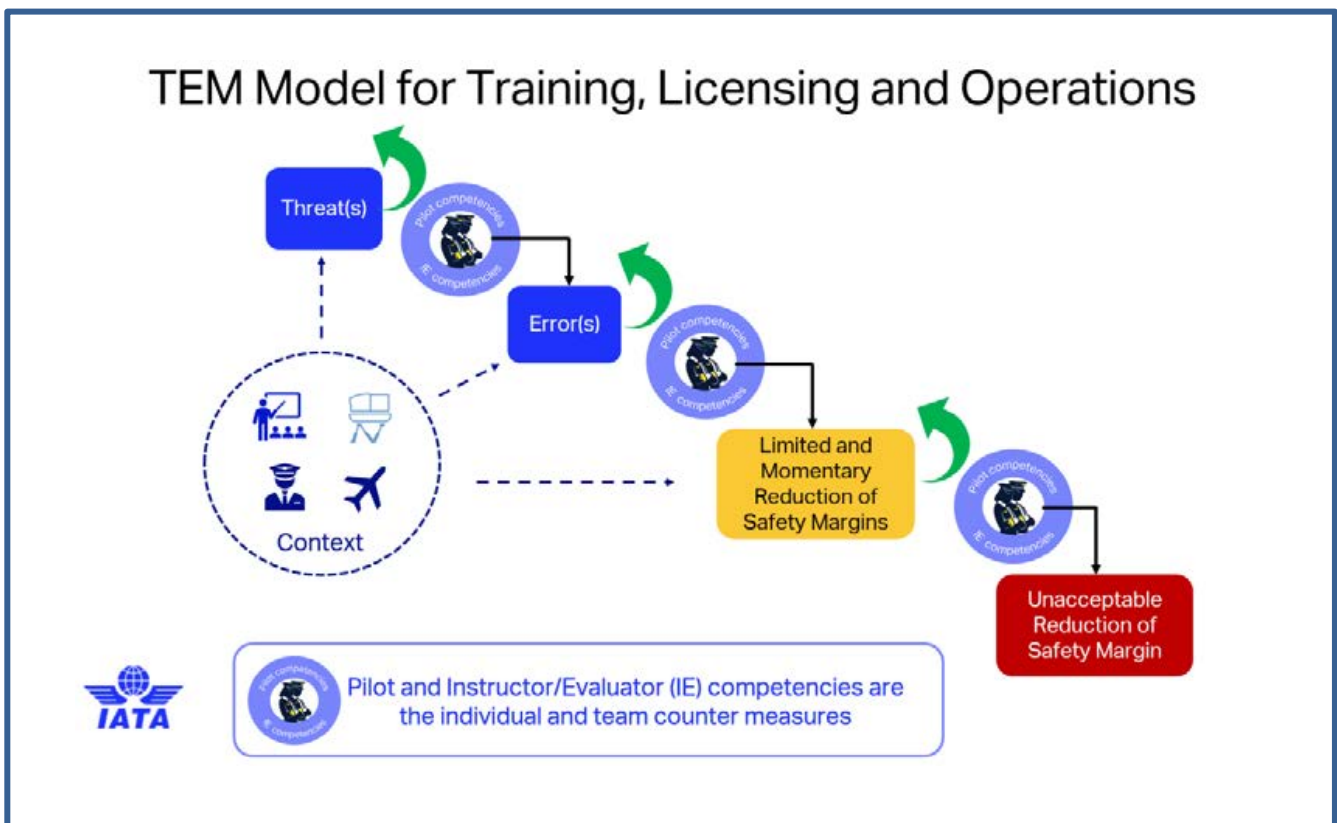 TEM Model for Training, Licensing and Operations
Threat(s)
Pilot competencies
IE competencies
Error(s)
Pilot competencies
IE competencies
Limited and
Momentary
Reduction of
Safety Margins
Pilot competencies
IE competencies
Context
Unacceptable
Reduction of
Safety Margin
IATA
Pilot competencies
IE competencies
Pilot and Instructor/Evaluator (IE) competencies are
the individual and team counter measures